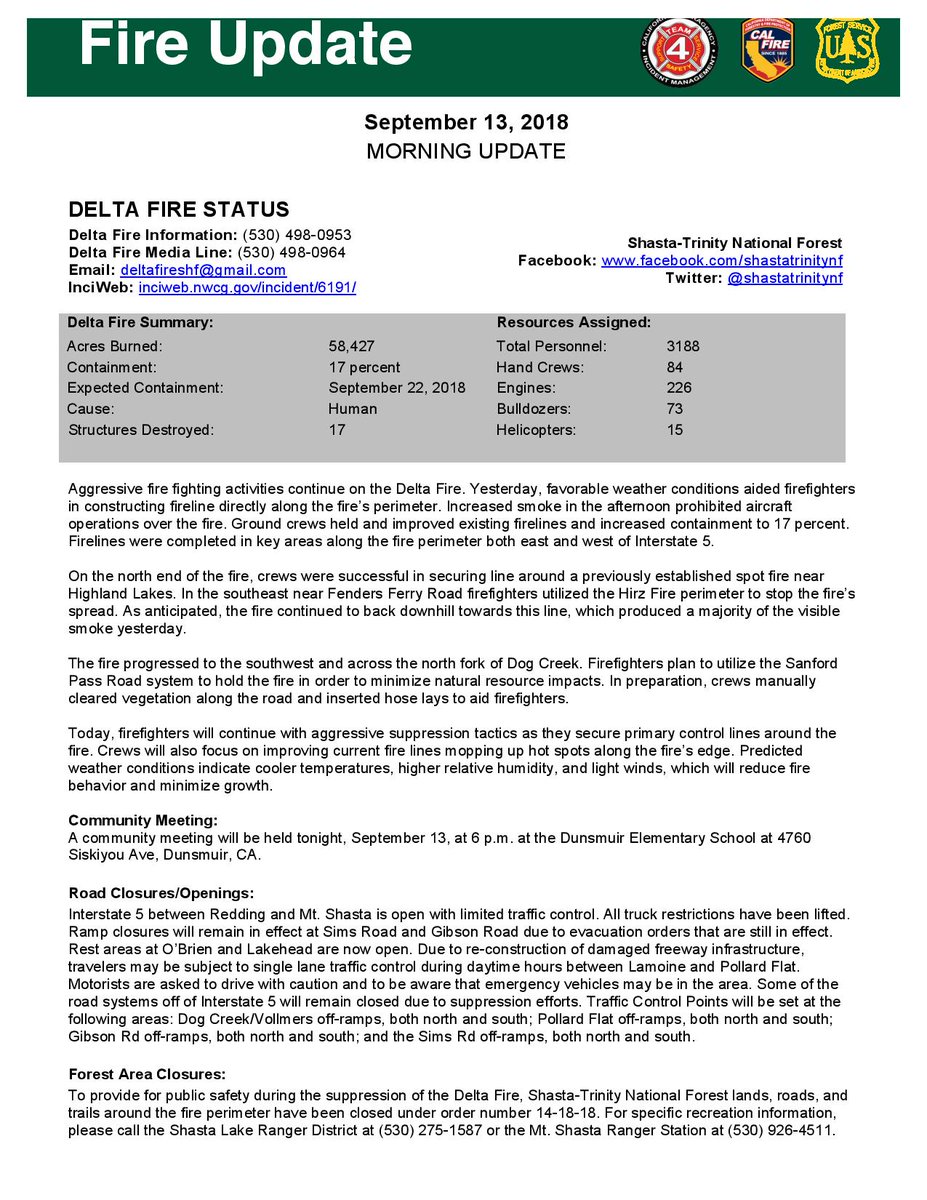 Fire Update
CALIFORNIA INTERAGENCY
TEAM
4
SAFETY
INCIDENT MANAGEMENT
CAL
FIRE
SINCE 1885
FOREST SERVICE
U S
September 13, 2018
MORNING UPDATE
DELTA FIRE STATUS
Delta Fire Information: (530) 498-0953
Delta Fire Media Line: (530) 498-0964
Email: deltafireshf@gmail.com
InciWeb: inciweb.nwcg.gov/incident/6191/
Shasta-Trinity National Forest
Facebook: www.facebook.com/shastatrinitynf
Twitter: @shastatrinitynf
Delta Fire Summary: Resources Assigned:
Acres Burned: 58,427 Total Personnel: 3188
Containment: 17 percent Hand Crews: 84
Expected Containment: September 22, 2018 Engines: 226
Cause: Human Bulldozers: 73
Structures Destroyed: 17 Helicopters: 15
Aggressive fire fighting activities continue on the Delta Fire. Yesterday, favorable weather conditions aided firefighters
in constructing fireline directly along the fire’s perimeter. Increased smoke in the afternoon prohibited aircraft
operations over the fire. Ground crews held and improved existing firelines and increased containment to 17 percent.
Firelines were completed in key areas along the fire perimeter both east and west of Interstate 5.
On the north end of the fire, crews were successful in securing line around a previously established spot fire near
Highland Lakes. In the southeast near Fenders Ferry Road firefighters utilized the Hirz Fire perimeter to stop the fire’s
spread. As anticipated, the fire continued to back downhill towards this line, which produced a majority of the visible
smoke yesterday.
The fire progressed to the southwest and across the north fork of Dog Creek. Firefighters plan to utilize the Sanford
Pass Road system to hold the fire in order to minimize natural resource impacts. In preparation, crews manually
cleared vegetation along the road and inserted hose lays to aid firefighters.
Today, firefighters will continue with aggressive suppression tactics as they secure primary control lines around the
fire. Crews will also focus on improving current fire lines mopping up hot spots along the fire’s edge. Predicted
weather conditions indicate cooler temperatures, higher relative humidity, and light winds, which will reduce fire
behavior and minimize growth.
Community Meeting:
A community meeting will be held tonight, September 13, at 6 p.m. at the Dunsmuir Elementary School at 4760
Siskiyou Ave, Dunsmuir, CA.
Road Closures/Openings:
Interstate 5 between Redding and Mt. Shasta is open with limited traffic control. All truck restrictions have been lifted.
Ramp closures will remain in effect at Sims Road and Gibson Road due to evacuation orders that are still in effect.
Rest areas at O’Brien and Lakehead are now open. Due to re-construction of damaged freeway infrastructure,
travelers may be subject to single lane traffic control during daytime hours between Lamoine and Pollard Flat.
Motorists are asked to drive with caution and to be aware that emergency vehicles may be in the area. Some of the
road systems off of Interstate 5 will remain closed due to suppression efforts. Traffic Control Points will be set at the
following areas: Dog Creek/Vollmers off-ramps, both north and south; Pollard Flat off-ramps, both north and south;
Gibson Rd off-ramps, both north and south; and the Sims Rd off-ramps, both north and south.
Forest Area Closures:
To provide for public safety during the suppression of the Delta Fire, Shasta-Trinity National Forest lands, roads, and
trails around the fire perimeter have been closed under order number 14-18-18. For specific recreation information,
please call the Shasta Lake Ranger District at (530) 275-1587 or the Mt. Shasta Ranger Station at (530) 926-4511.